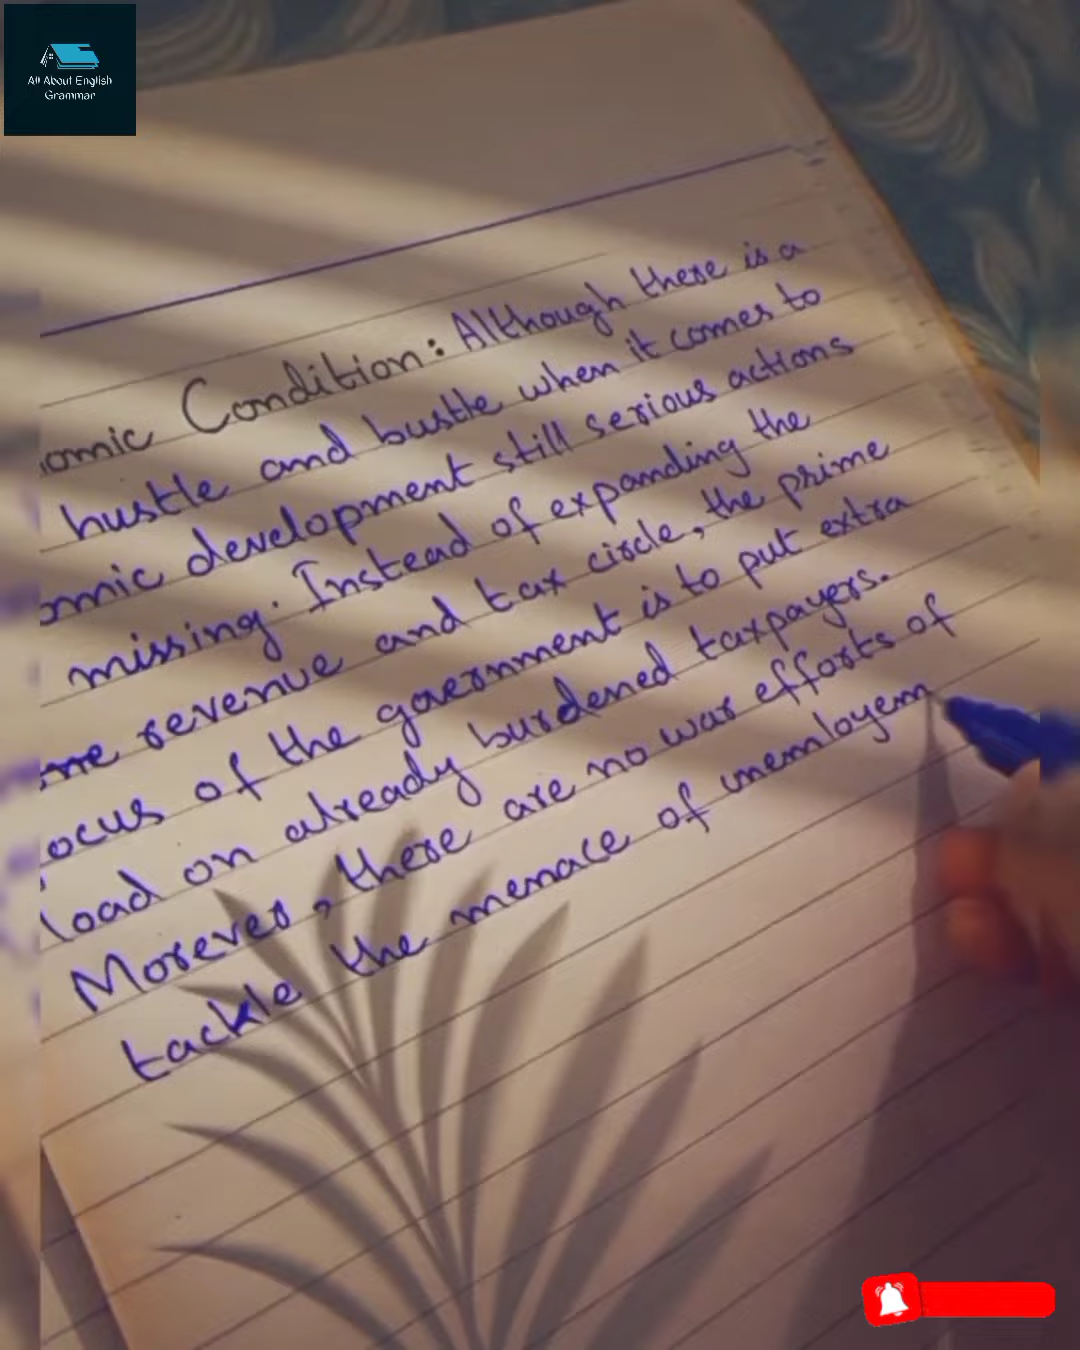 All About English
Grammar
omic Condition: Although there is a
hustle and bustle when it comes to
omic development still serious actions
missing. Instead of expanding the
revenue and tax circle, the prime
ocus of the government is to put extra
load on already burdened taxpayers.
Morever, there are no war efforts of
tackle the menace of unemloyem